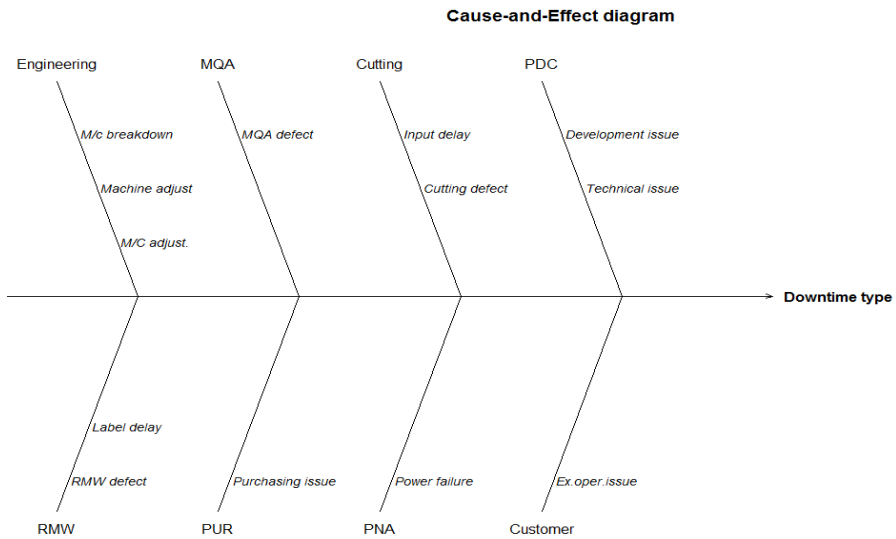 Cause-and-Effect diagram
Engineering
MQA
Cutting
PDC
M/c breakdown
MQA defect
Input delay
Development issue
Machine adjust
Cutting defect
Technical issue
M/C adjust.
Downtime type
Label delay
RMW defect
Purchasing issue
Power failure
Ex.oper.issue
RMW
PUR
PNA
Customer